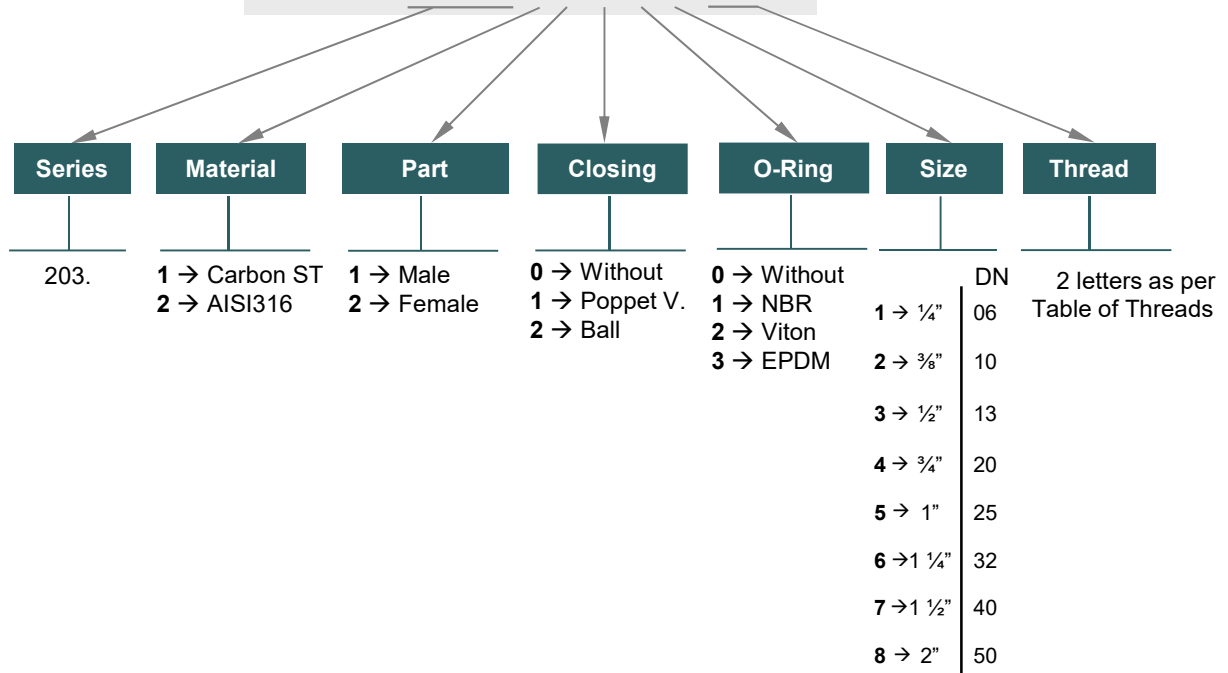 Series
Material
Part
Closing
O-Ring
Size
Thread
203.
1 → Carbon ST
2 → AISI316
1 → Male
2 → Female
0 → Without
1 → Poppet V.
2 → Ball
0 → Without
1 → NBR
2 → Viton
3 → EPDM
DN
1 → ¼” 06
2 → ⅜” 10
3 → ½” 13
4 → ¾” 20
5 → 1” 25
6 →1 ¼” 32
7 →1 ½” 40
8 → 2” 50
2 letters as per
Table of Threads